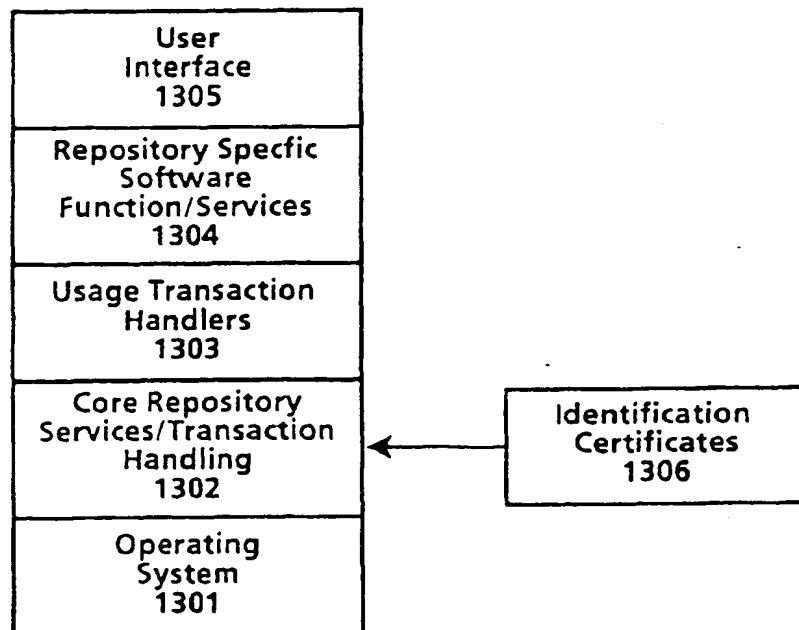 User
Interface
1305
Repository Specfic
Software
Function/Services
1304
Usage Transaction
Handlers
1303
Core Repository
Services/Transaction
Handling
1302
Identification
Certificates
1306
Operating
System
1301